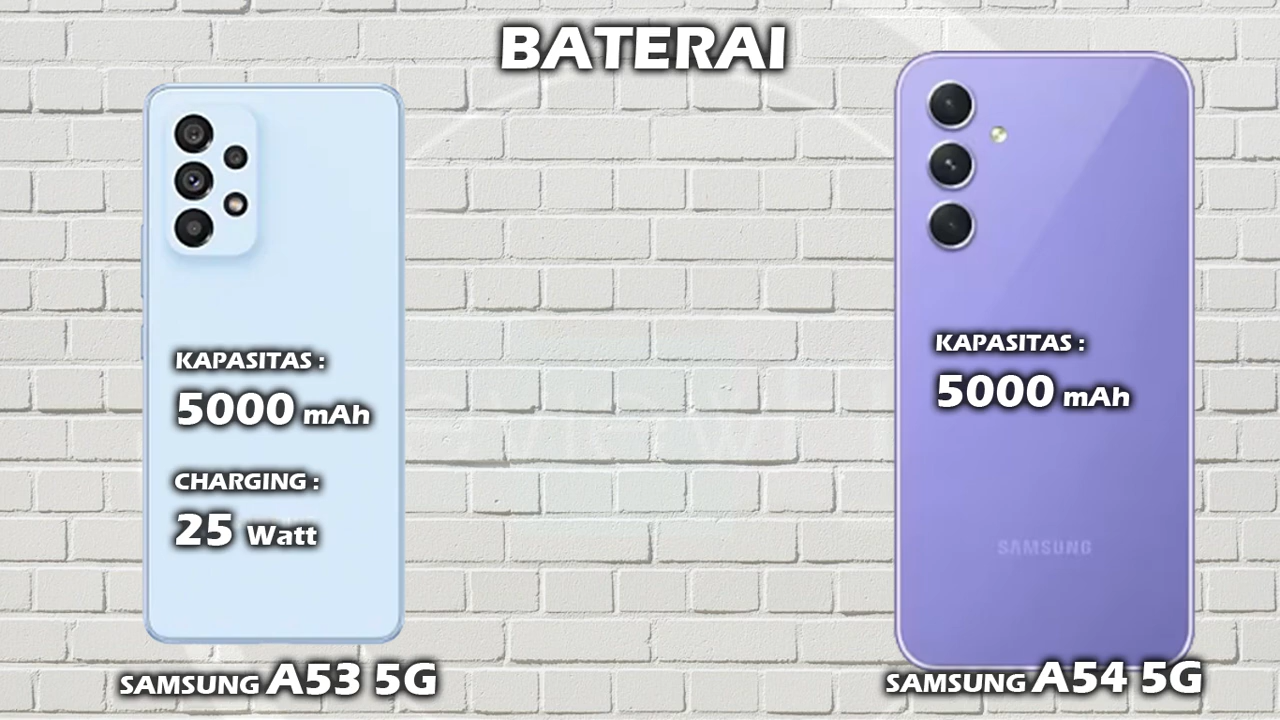 BATERAI
KAPASITAS :
5000 mAh
CHARGING :
25 Watt
SAMSUNG A53 5G
KAPASITAS :
5000 mAh
SAMSUNG
SAMSUNG A54 5G